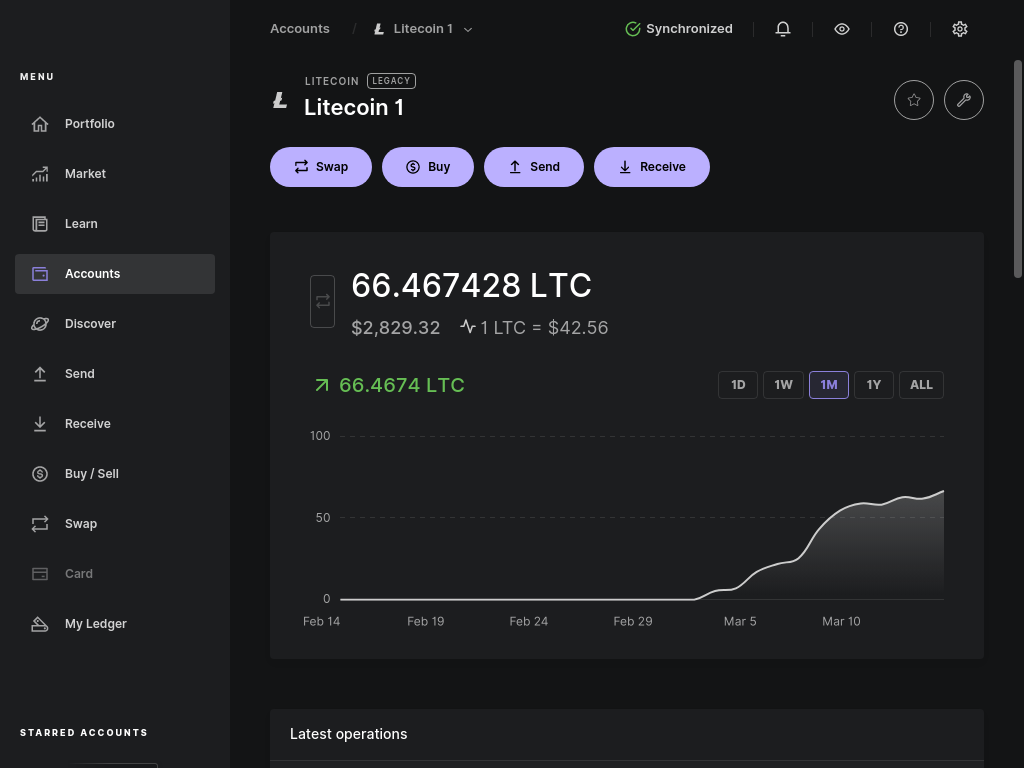 MENU
Portfolio
Market
Learn
Accounts
Discover
Send
Receive
Buy / Sell
Swap
Card
My Ledger
STARRED ACCOUNTS
Accounts / Litecoin 1
Synchronized
LITECOIN LEGACY
Litecoin 1
Swap Buy Send Receive
66.467428 LTC
$2,829.32 1 LTC = $42.56
66.4674 LTC
1D 1W 1M 1Y ALL
100
50
0
Feb 14 Feb 19 Feb 24 Feb 29 Mar 5 Mar 10
Latest operations